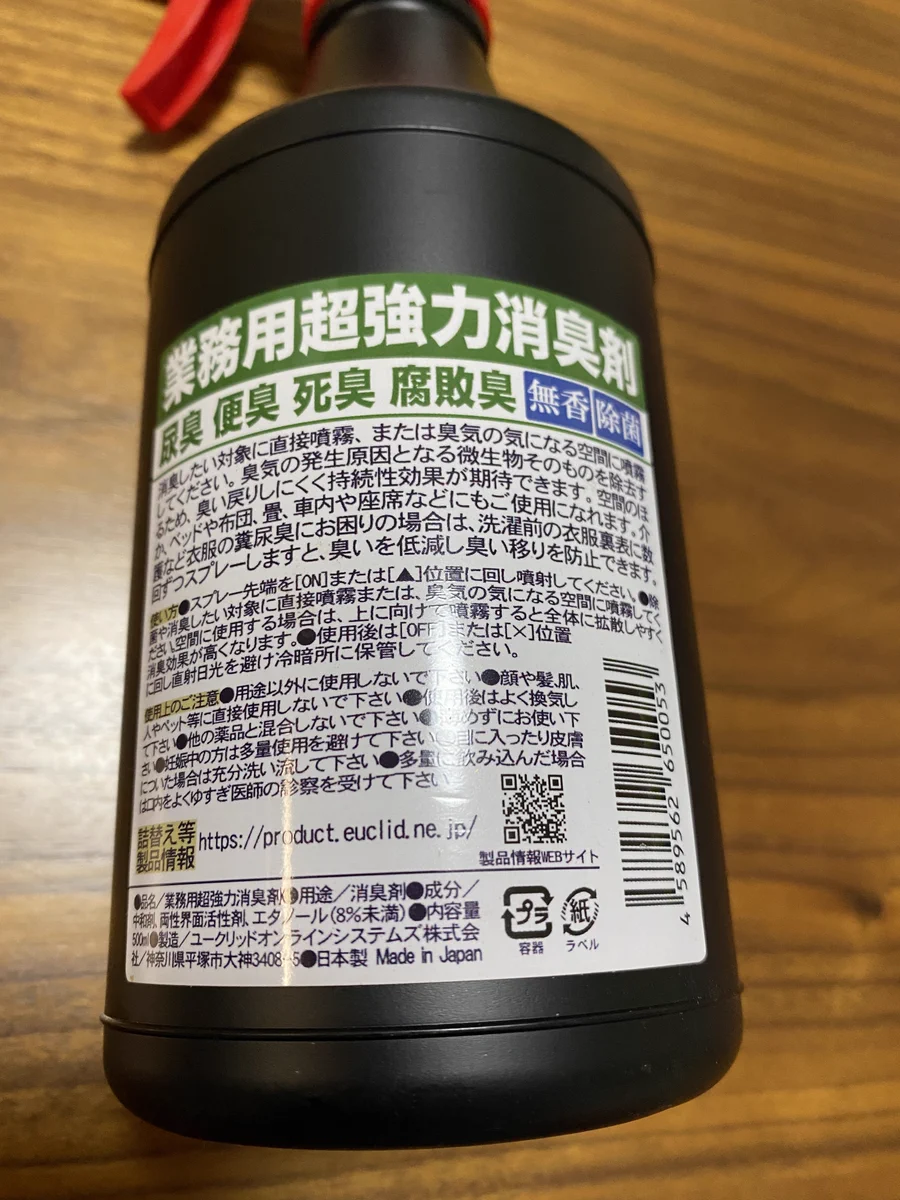 業務用超強力消臭剤
尿臭 便臭 死臭 腐敗臭 無香 除菌
消臭したい対象に直接噴霧、または臭気の気になる空間に噴霧
してください。臭気の発生原因となる微生物そのものを除去す
るため、臭い戻りしにくく持続性効果が期待できます。空間のほ
か、ベッドや布団、畳、車内や座席などにもご使用になれます。介
護など衣服の糞尿臭にお困りの場合は、洗濯前の衣服裏表に数
回ずつスプレーしますと、臭いを低減し臭い移りを防止できます。
使い方●スプレー先端を[ON]または[▲]位置に回し噴射してください。●除
菌や消臭したい対象に直接噴霧または、臭気の気になる空間に噴霧してく
ださい。空間に使用する場合は、上に向けて噴霧すると全体に拡散しやすく
消臭効果が高くなります。●使用後は[OFF]または[×]位置
に回し直射日光を避け冷暗所に保管してください。
使用上のご注意●用途以外に使用しないで下さい●顔や髪、肌、
人やペット等に直接使用しないで下さい●使用後はよく換気し
て下さい●他の薬品と混合しないで下さい●薄めずにお使い下
さい●妊娠中の方は多量使用を避けて下さい●目に入ったり皮膚
についた場合は充分洗い流して下さい●多量に飲み込んだ場合
は口内をよくゆすぎ医師の診察を受けて下さい
詰替え等
製品情報 https://product.euclid.ne.jp/
製品情報WEBサイト
●品名/業務用超強力消臭剤●用途/消臭剤●成分/
中和剤、両性界面活性剤、エタノール(8%未満)●内容量
500ml●製造/ユークリッドオンラインシステムズ株式会
社/神奈川県平塚市大神3408-5●日本製 Made in Japan
プラ
容器
紙
ラベル
4 589562 650053